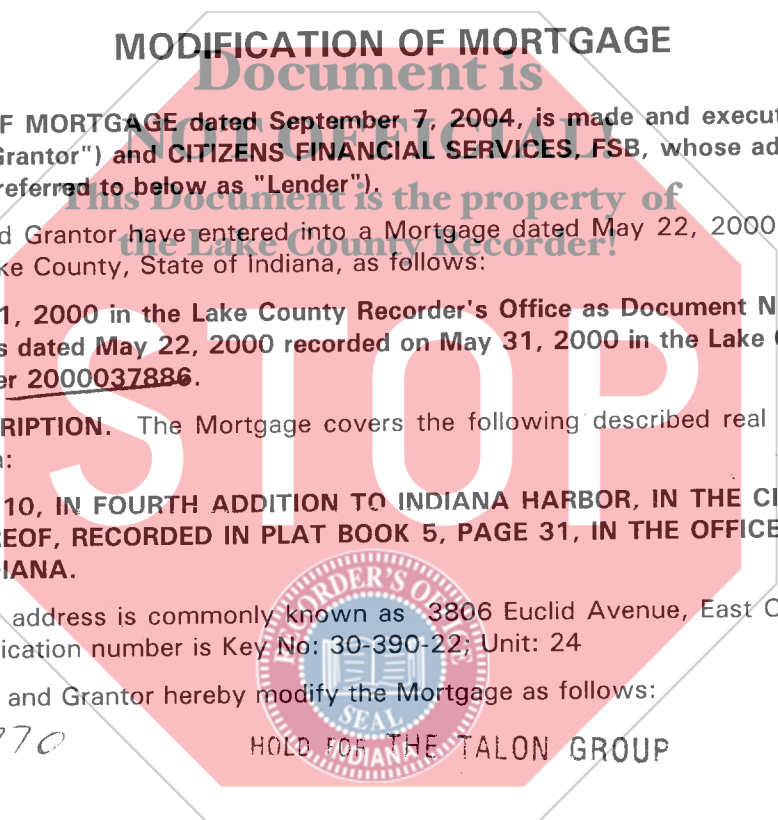 MODIFICATION OF MORTGAGE
Document is
F MORTGAGE dated September 7, 2004, is made and execut
NOT OFFICIAL!
Grantor") and CITIZENS FINANCIAL SERVICES, FSB, whose ad
referred to below as "Lender").
This Document is the property of
d Grantor have entered into a Mortgage dated May 22, 2000
the Lake County Recorder!
ke County, State of Indiana, as follows:
1, 2000 in the Lake County Recorder's Office as Document N
s dated May 22, 2000 recorded on May 31, 2000 in the Lake
er 2000037886.
STOP
RIPTION. The Mortgage covers the following described real
a:
10, IN FOURTH ADDITION TO INDIANA HARBOR, IN THE CI
EOF, RECORDED IN PLAT BOOK 5, PAGE 31, IN THE OFFICE
DIANA.
RECORDER'S OFFICE
address is commonly known as 3806 Euclid Avenue, East C
ication number is Key No: 30-390-22; Unit: 24
and Grantor hereby modify the Mortgage as follows:
SEAL
INDIANA
770
HOLD FOR THE TALON GROUP